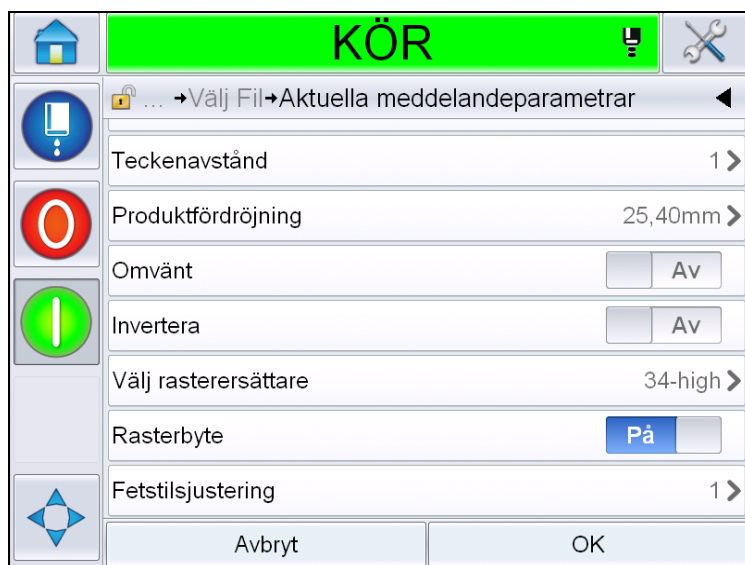 KÖR
... →Välj Fil→Aktuella meddelandeparametrar
Teckenavstånd 1
Produktfördröjning 25,40mm
Omvänt Av
Invertera Av
Välj rasterersättare 34-high
Rasterbyte På
Fetstilsjustering 1
Avbryt OK